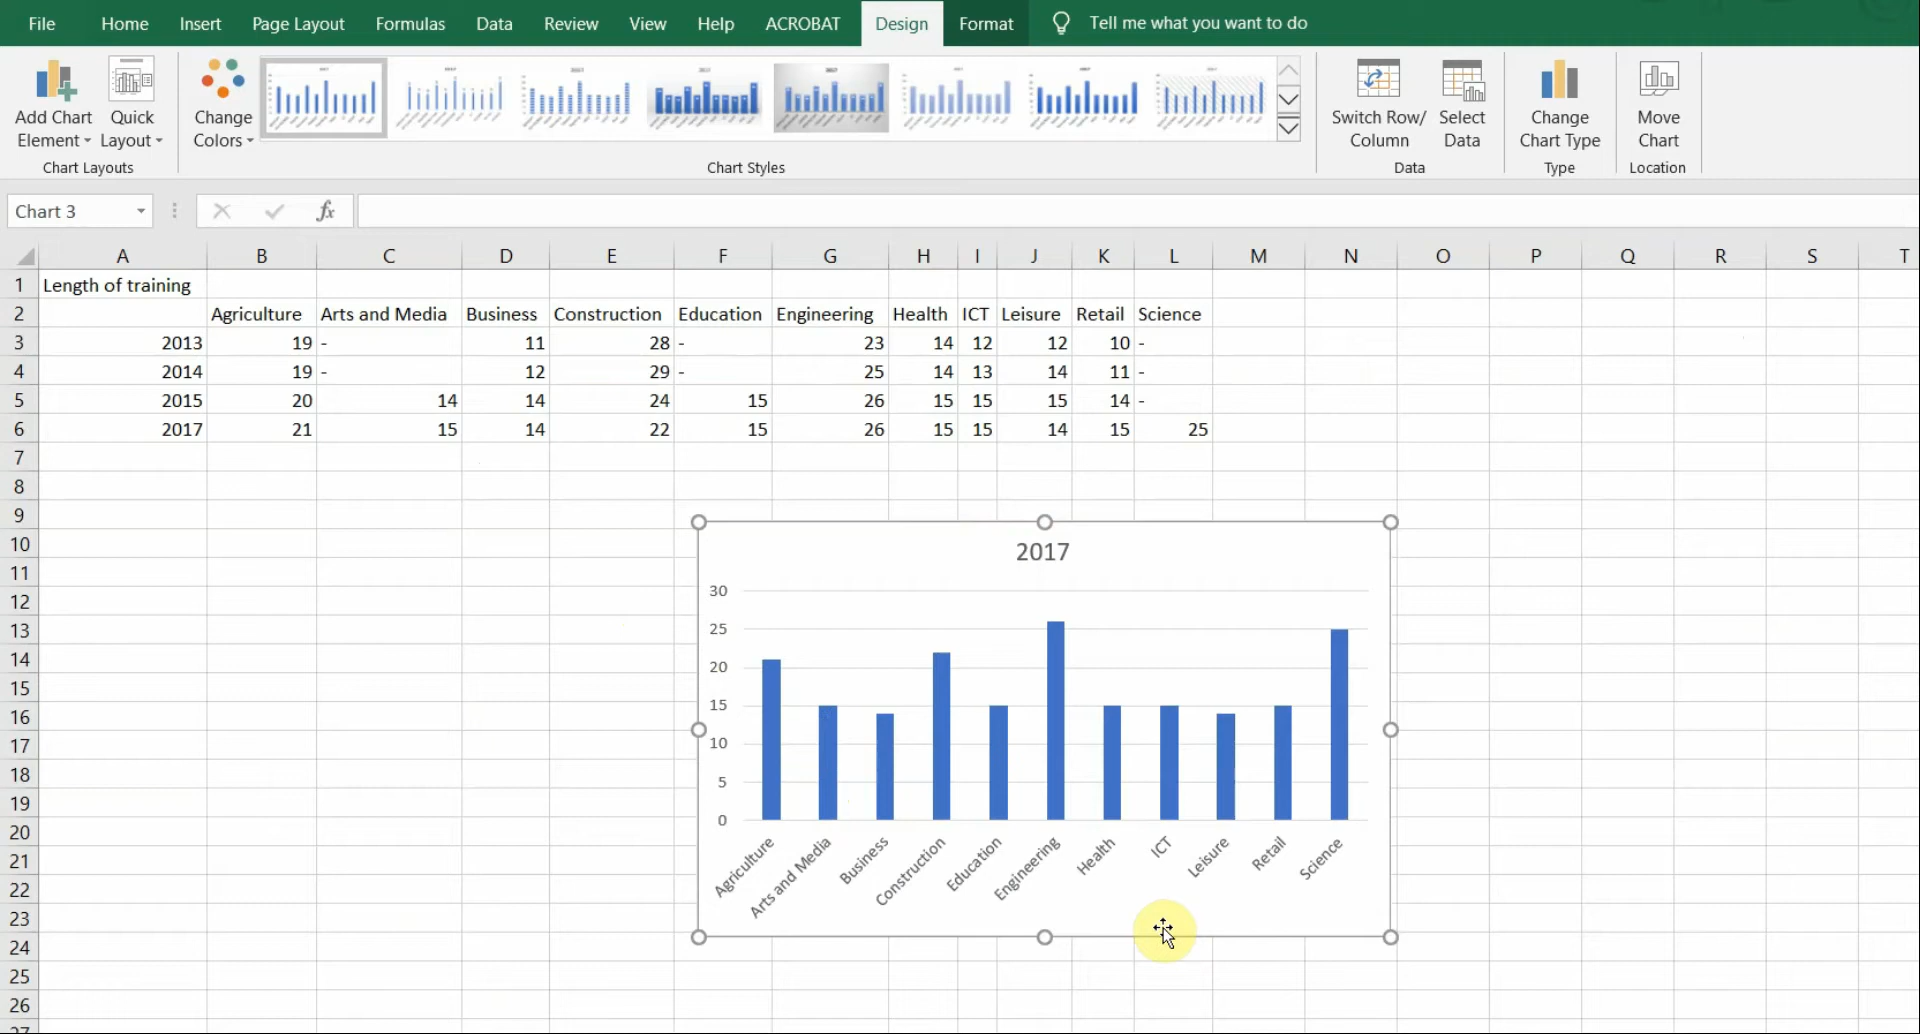 File Home Insert Page Layout Formulas Data Review View Help ACROBAT Design Format Tell me what you want to do
Add Chart Element Quick Layout Change Colors Switch Row/ Column Select Data Change Chart Type Move Chart
Chart Layouts Chart Styles Data Type Location
Chart 3 fx
A B C D E F G H I J K L M N O P Q R S T
1 Length of training
2 Agriculture Arts and Media Business Construction Education Engineering Health ICT Leisure Retail Science
3 2013 19 - 11 28 - 23 14 12 12 10 -
4 2014 19 - 12 29 - 25 14 13 14 11 -
5 2015 20 14 14 24 15 26 15 15 15 14 -
6 2017 21 15 14 22 15 26 15 15 14 15 25
7
8
9
10
11
12
13
14
15
16
17
18
19
20
21
22
23
24
25
26
27
2017
30
25
20
15
10
5
0
Agriculture Arts and Media Business Construction Education Engineering Health ICT Leisure Retail Science